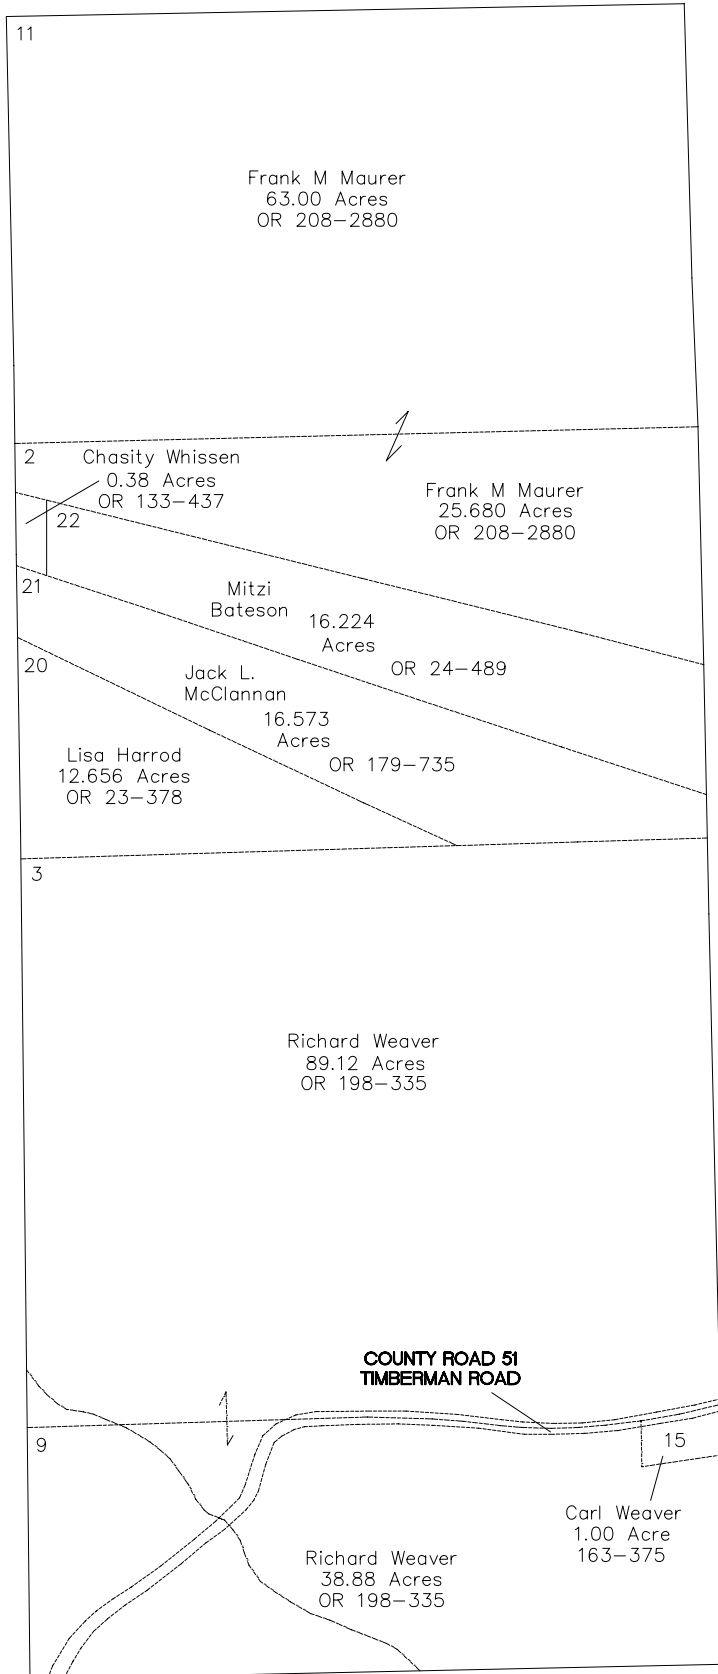 11
Frank M Maurer
63.00 Acres
OR 208-2880
2
Chasity Whissen
0.38 Acres
OR 133-437
22
Frank M Maurer
25.680 Acres
OR 208-2880
21
Mitzi
Bateson
16.224
Acres
OR 24-489
20
Jack L.
McClannan
16.573
Acres
OR 179-735
Lisa Harrod
12.656 Acres
OR 23-378
3
Richard Weaver
89.12 Acres
OR 198-335
COUNTY ROAD 51
TIMBERMAN ROAD
9
15
Carl Weaver
1.00 Acre
163-375
Richard Weaver
38.88 Acres
OR 198-335